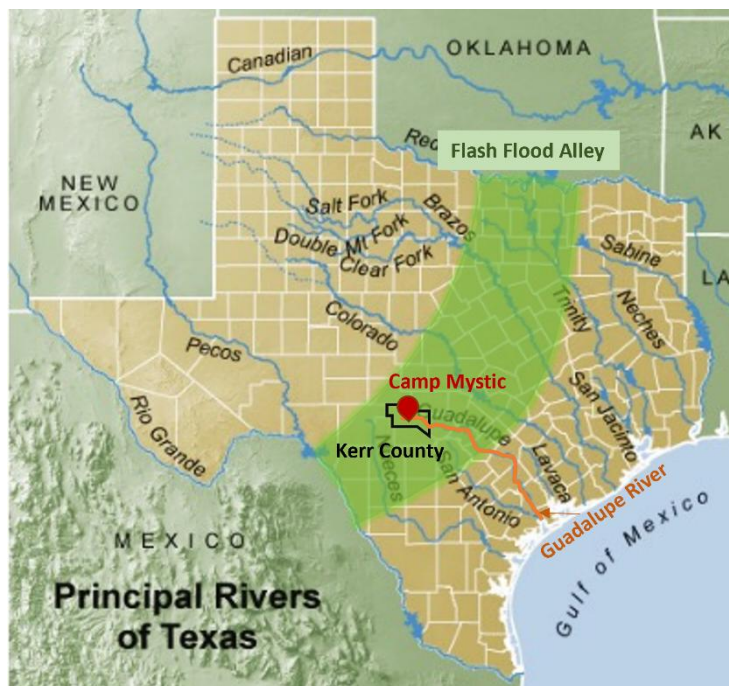 Canadian
OKLAHOMA
Red
Flash Flood Alley
AK
NEW
MEXICO
Salt Fork
Brazos
Double Mt Fork
Clear Fork
Sabine
LA
Colorado
Trinity
Neches
Pecos
Camp Mystic
Guadalupe
San Jacinto
Rio Grande
Kerr County
Neces
San Antonio
Lavaca
Guadalupe River
MEXICO
Gulf of Mexico
Principal Rivers
of Texas